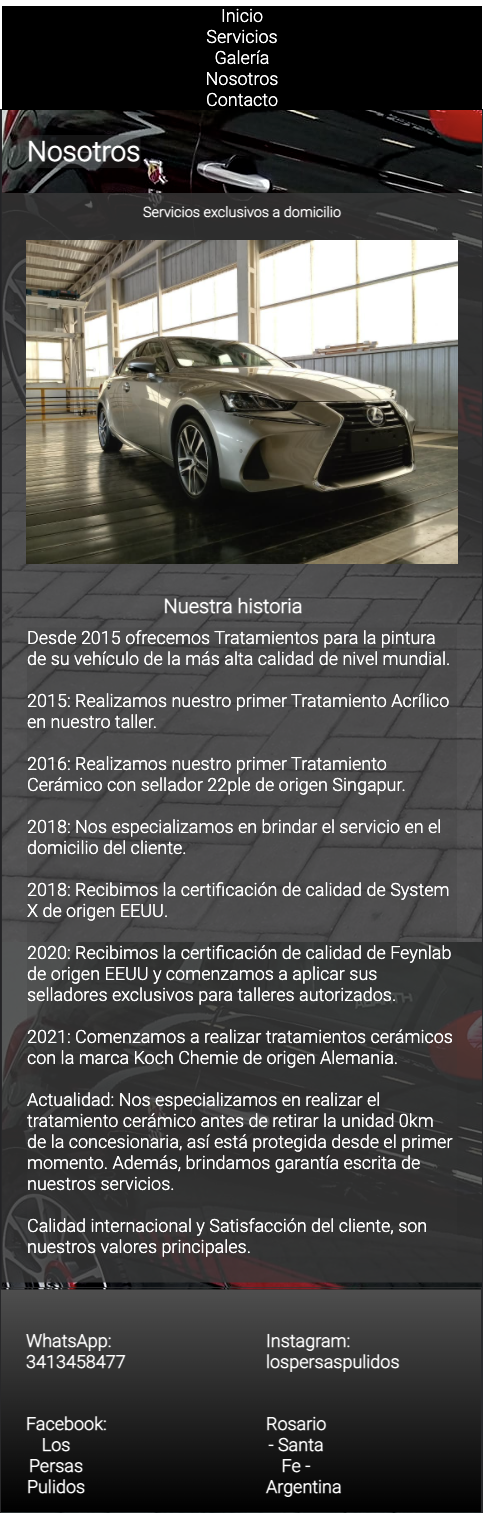 Inicio
Servicios
Galería
Nosotros
Contacto
Nosotros
Servicios exclusivos a domicilio
Nuestra historia
Desde 2015 ofrecemos Tratamientos para la pintura
de su vehículo de la más alta calidad de nivel mundial.
2015: Realizamos nuestro primer Tratamiento Acrílico
en nuestro taller.
2016: Realizamos nuestro primer Tratamiento
Cerámico con sellador 22ple de origen Singapur.
2018: Nos especializamos en brindar el servicio en el
domicilio del cliente.
2018: Recibimos la certificación de calidad de System
X de origen EEUU.
2020: Recibimos la certificación de calidad de Feynlab
de origen EEUU y comenzamos a aplicar sus
selladores exclusivos para talleres autorizados.
2021: Comenzamos a realizar tratamientos cerámicos
con la marca Koch Chemie de origen Alemania.
Actualidad: Nos especializamos en realizar el
tratamiento cerámico antes de retirar la unidad 0km
de la concesionaria, así está protegida desde el primer
momento. Además, brindamos garantía escrita de
nuestros servicios.
Calidad internacional y Satisfacción del cliente, son
nuestros valores principales.
WhatsApp:
3413458477
Instagram:
lospersaspulidos
Facebook:
Los
Persas
Pulidos
Rosario
- Santa
Fe -
Argentina